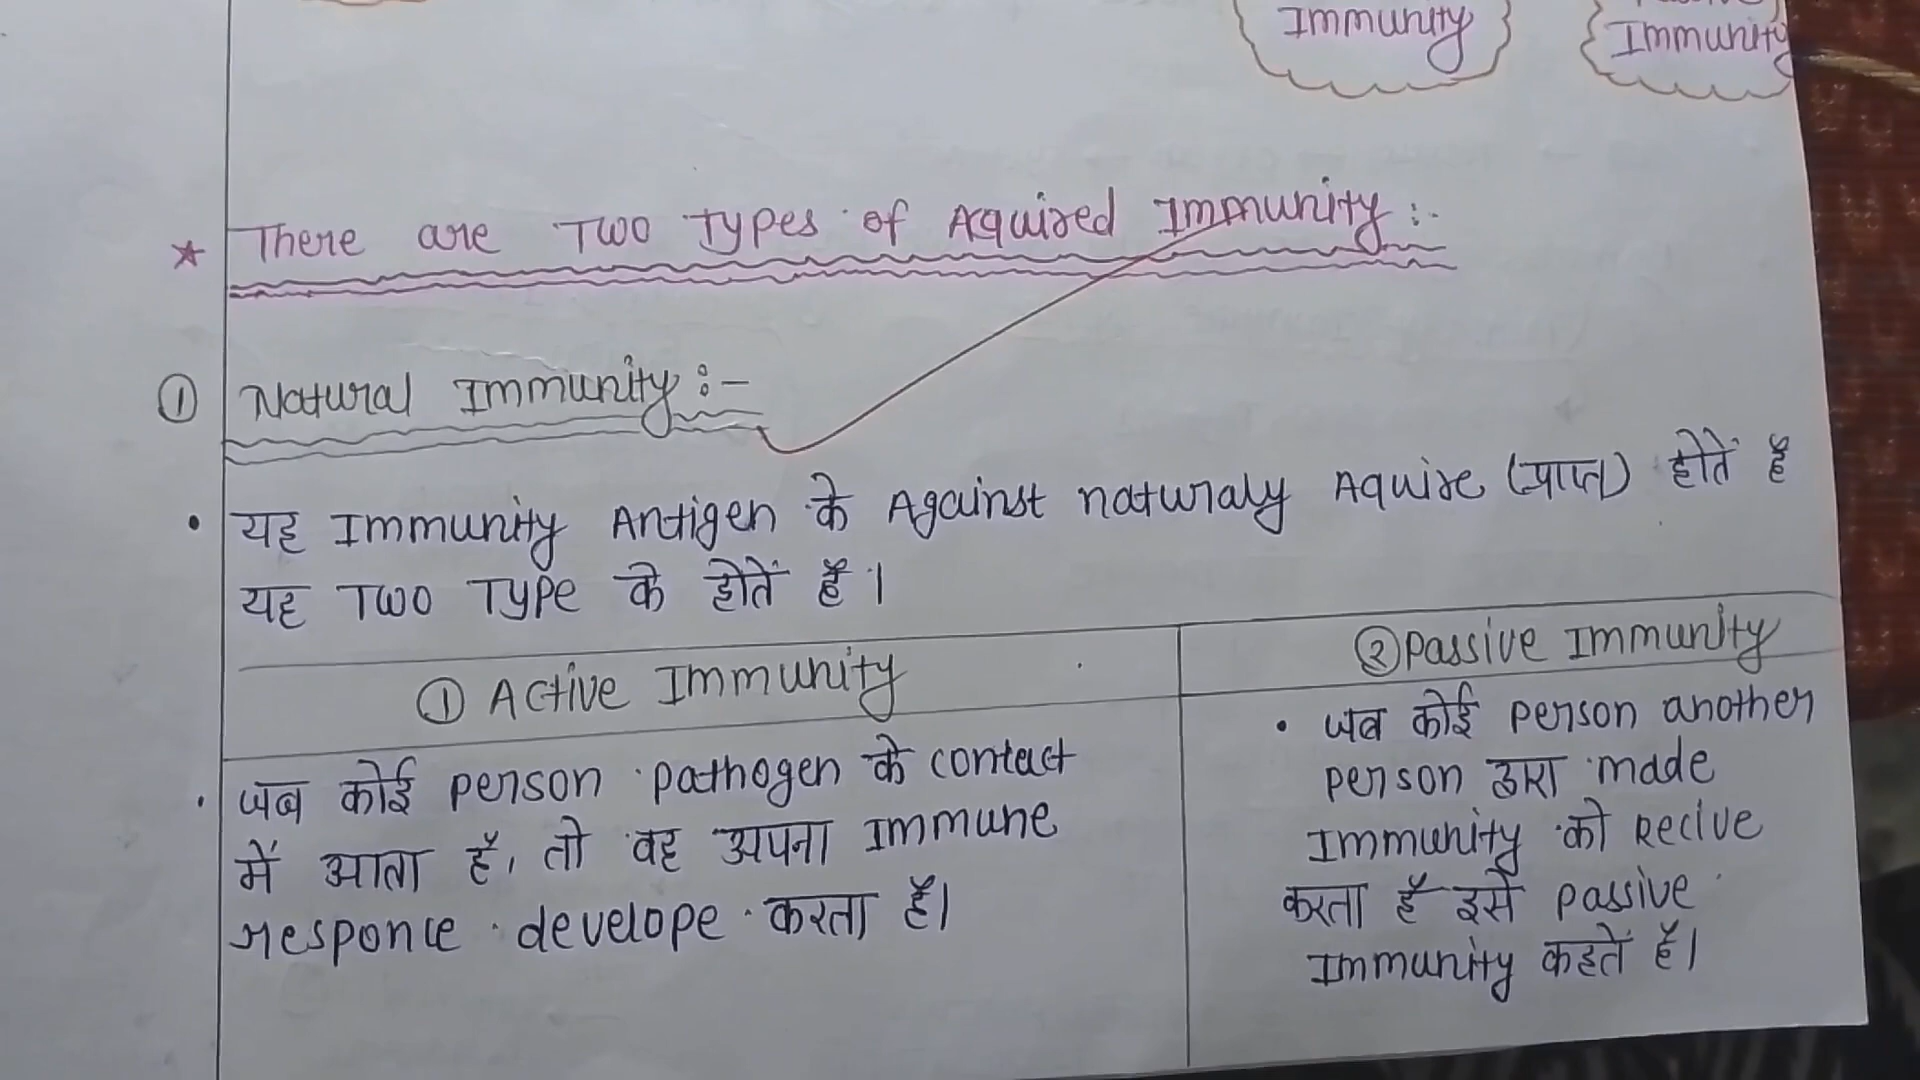 Immunity
Immunity
★ There are Two Types of Aquired Immunity :-
① Natural Immunity :-
• यह Immunity Antigen के Against naturaly Aquire (प्राप्त) होते हैं
यह Two Type के होतें हैं।
① Active Immunity
• जब कोई person pathogen के contact
में आता हैं, तो वह अपना Immune
responce develope करता हैं।
② Passive Immunity
• जब कोई person another
person द्वारा made
Immunity को Recive
करता हैं इसे passive
Immunity कहतें हैं।